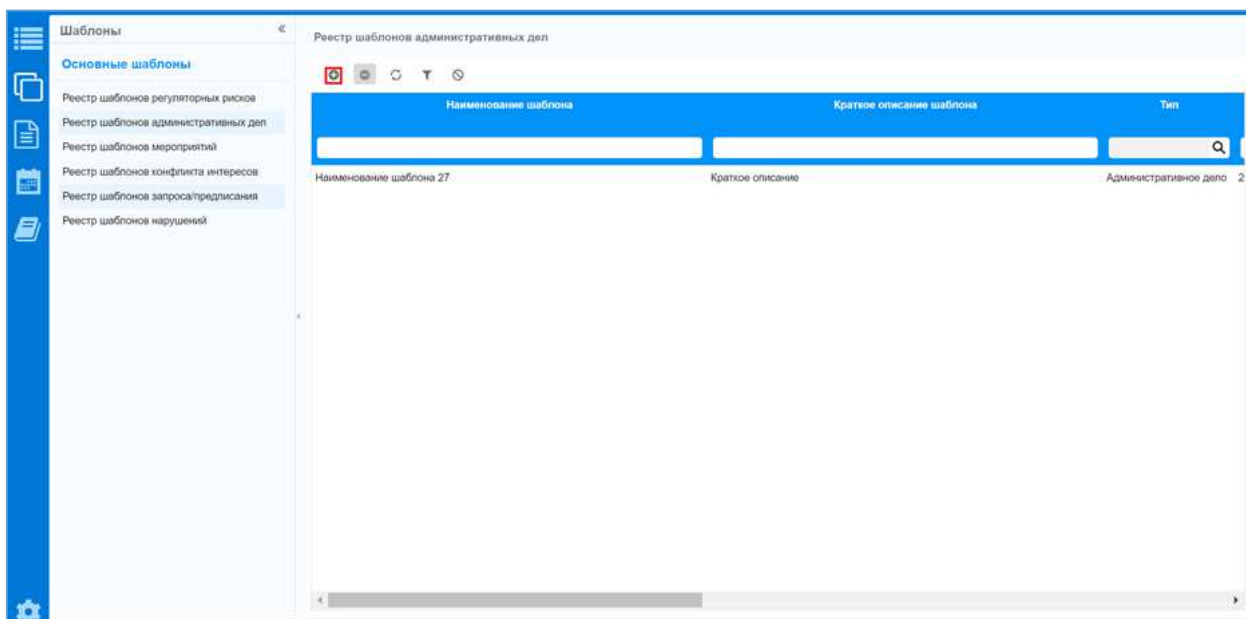 Шаблоны
Основные шаблоны
Реестр шаблонов регуляторных рисков
Реестр шаблонов административных дел
Реестр шаблонов мероприятий
Реестр шаблонов конфликта интересов
Реестр шаблонов запроса/предписания
Реестр шаблонов нарушений
Реестр шаблонов административных дел
Наименование шаблона Краткое описание шаблона Тип
Наименование шаблона 27 Краткое описание Административное дело 2